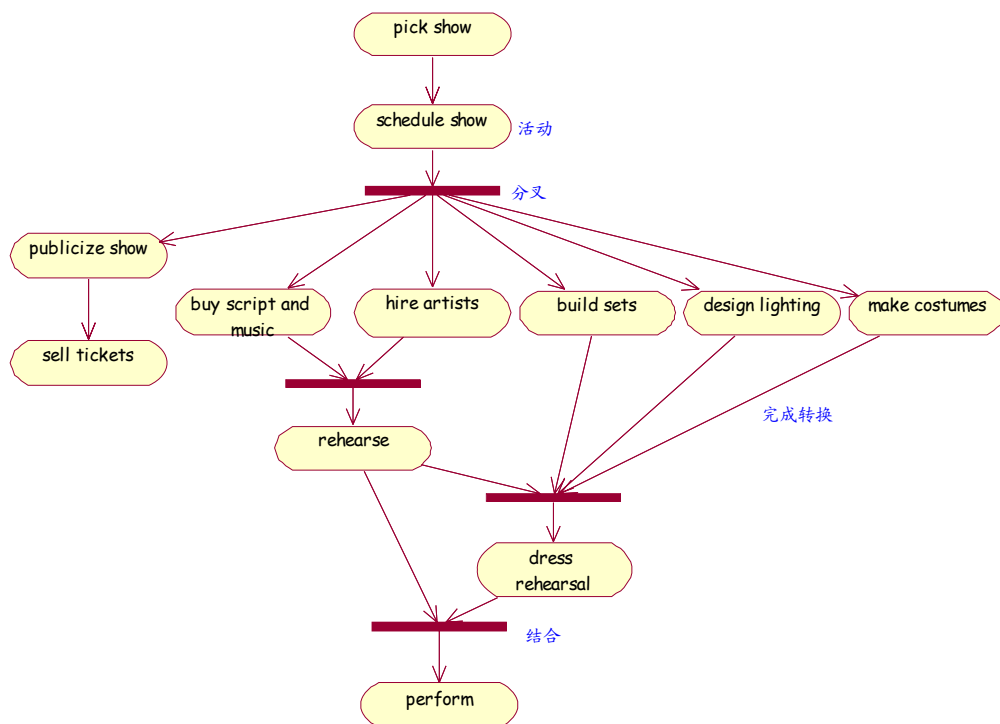 pick show
schedule show
活动
分叉
publicize show
buy script and
music
hire artists
build sets
design lighting
make costumes
sell tickets
完成转换
rehearse
dress
rehearsal
结合
perform